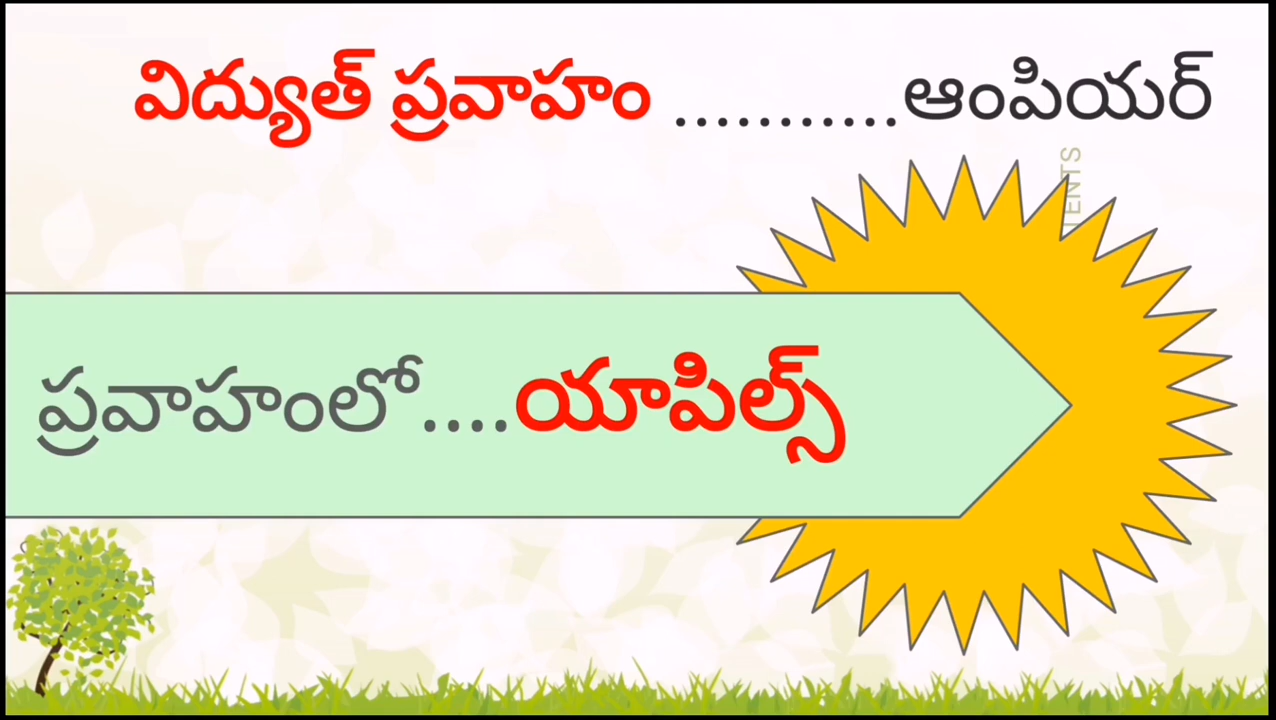 విద్యుత్ ప్రవాహం ...........ఆంపియర్
ప్రవాహంలో....యాపిల్స్